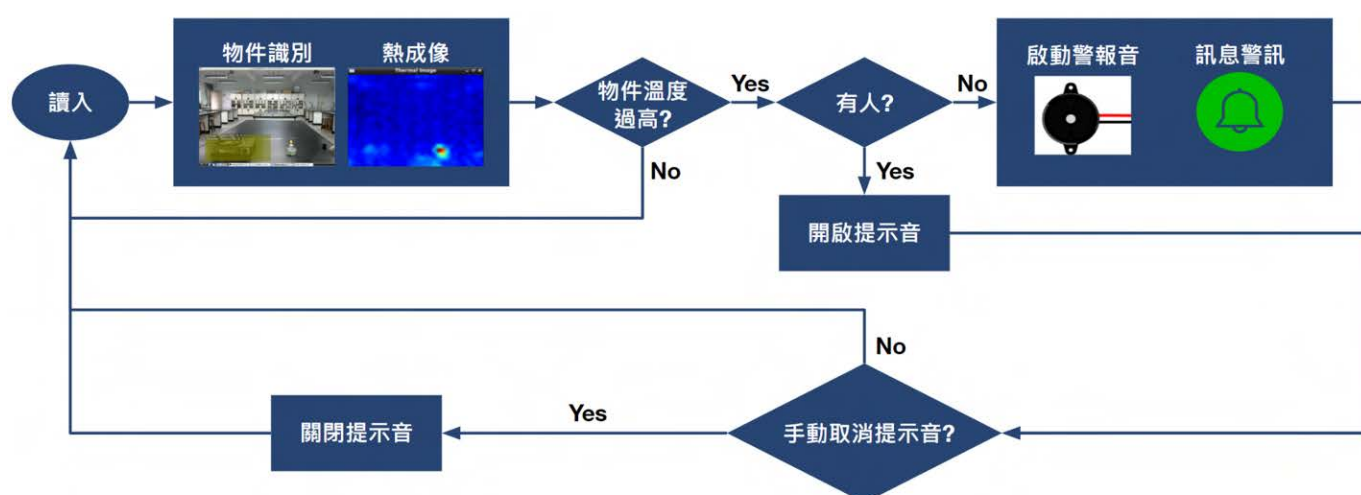 讀入
物件識別
熱成像
Thermal Image
物件溫度
過高?
Yes
No
有人?
No
Yes
啟動警報音
訊息警訊
開啟提示音
手動取消提示音?
No
Yes
關閉提示音